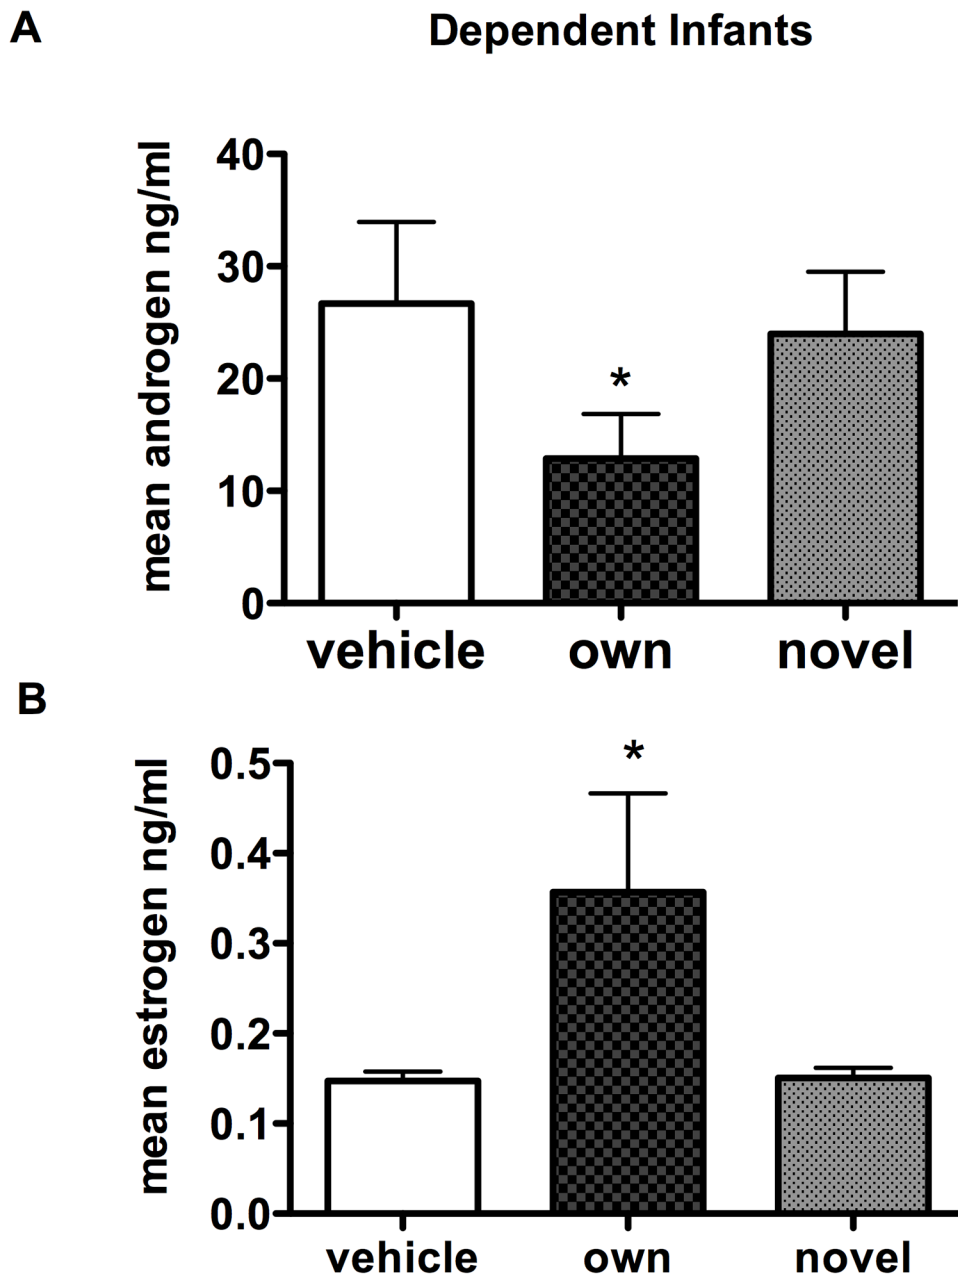 A
Dependent Infants
mean androgen ng/ml
40
30
20
10
0
*
vehicle own novel
B
mean estrogen ng/ml
0.5
0.4
0.3
0.2
0.1
0.0
*
vehicle own novel